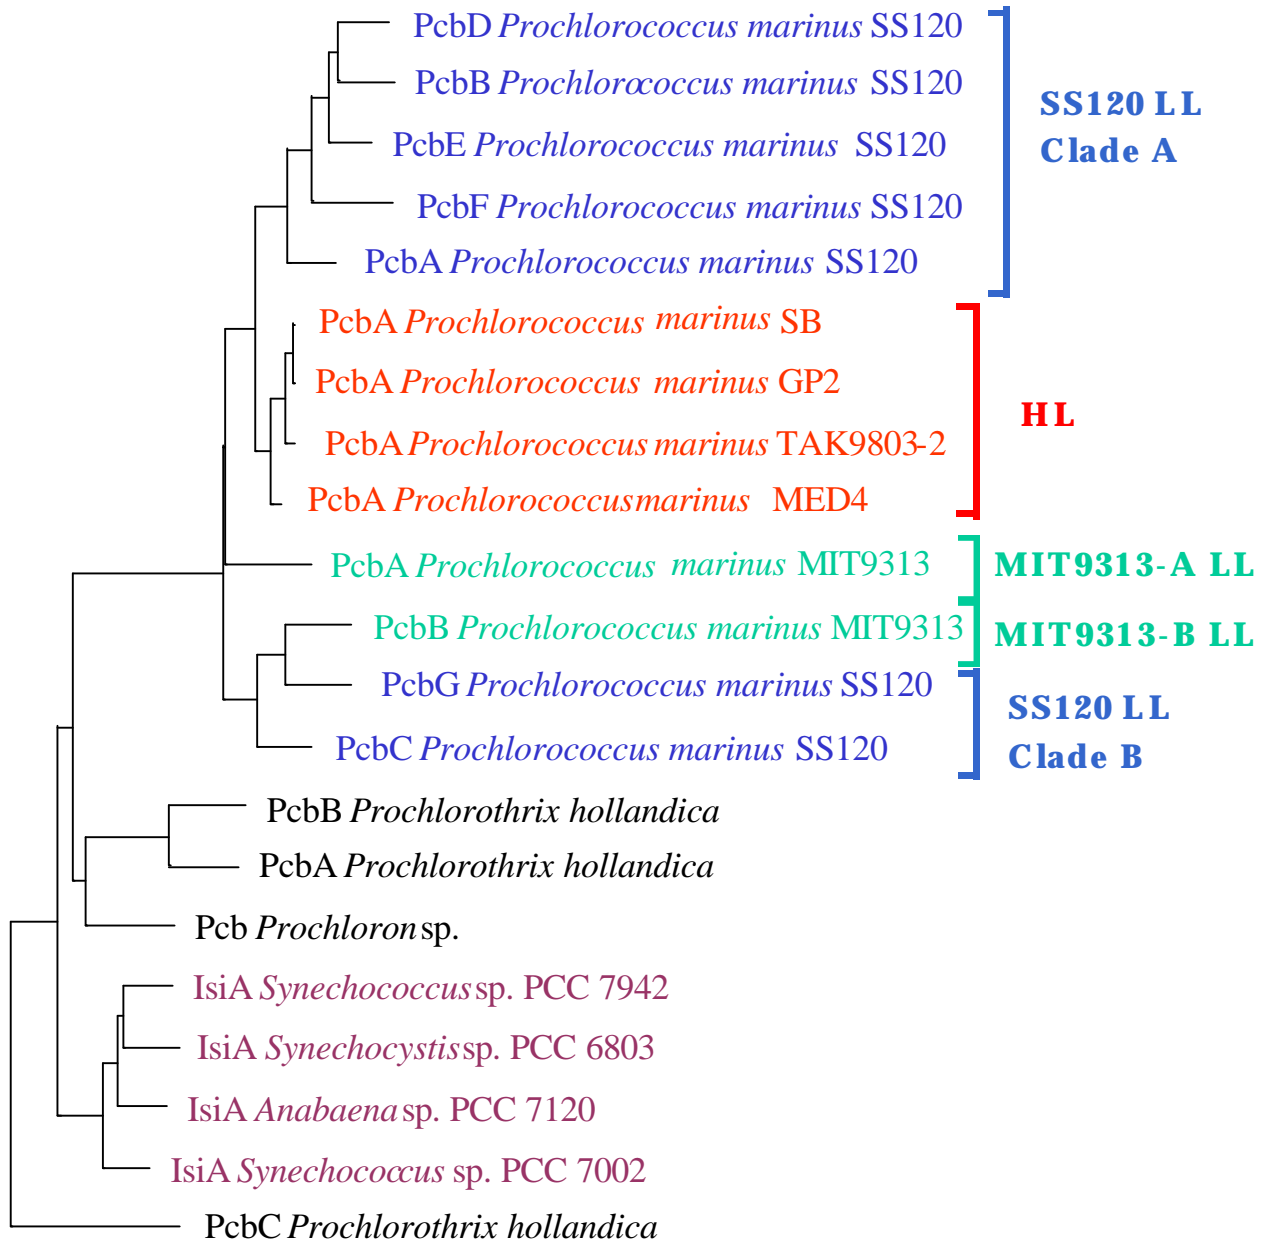 PcbD Prochlorococcus marinus SS120
PcbB Prochlorococcus marinus SS120
SS120 LL
Clade A
PcbE Prochlorococcus marinus SS120
PcbF Prochlorococcus marinus SS120
PcbA Prochlorococcus marinus SS120
PcbA Prochlorococcus marinus SB
PcbA Prochlorococcus marinus GP2
HL
PcbA Prochlorococcus marinus TAK9803-2
PcbA Prochlorococcus marinus MED4
PcbA Prochlorococcus marinus MIT9313
MIT9313-A LL
PcbB Prochlorococcus marinus MIT9313
MIT9313-B LL
PcbG Prochlorococcus marinus SS120
SS120 LL
Clade B
PcbC Prochlorococcus marinus SS120
PcbB Prochlorothrix hollandica
PcbA Prochlorothrix hollandica
Pcb Prochloron sp.
IsiA Synechococcus sp. PCC 7942
IsiA Synechocystis sp. PCC 6803
IsiA Anabaena sp. PCC 7120
IsiA Synechococcus sp. PCC 7002
PcbC Prochlorothrix hollandica